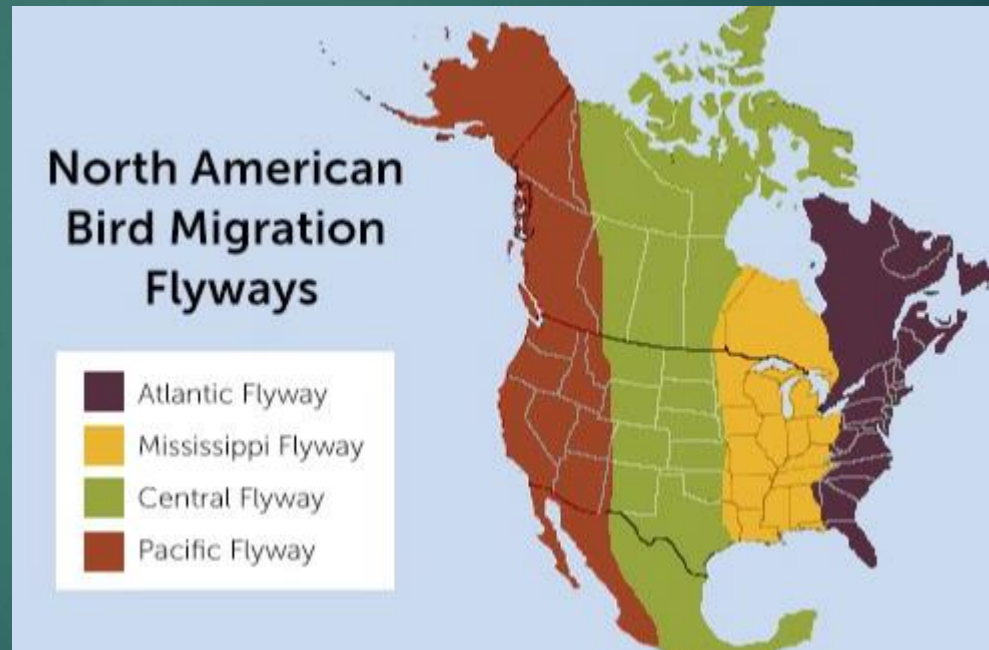 North American
Bird Migration
Flyways
Atlantic Flyway
Mississippi Flyway
Central Flyway
Pacific Flyway